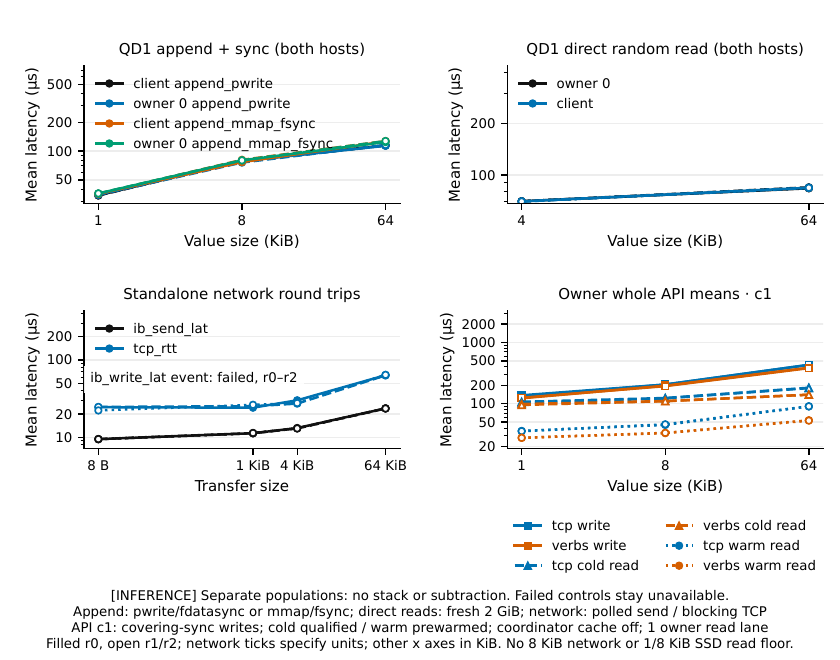 QD1 append + sync (both hosts)
Mean latency (µs)
500
200
100
50
client append_pwrite
owner 0 append_pwrite
client append_mmap_fsync
owner 0 append_mmap_fsync
1
8
64
Value size (KiB)
QD1 direct random read (both hosts)
Mean latency (µs)
200
100
owner 0
client
4
64
Value size (KiB)
Standalone network round trips
Mean latency (µs)
200
100
50
20
10
ib_send_lat
tcp_rtt
ib_write_lat event: failed, r0–r2
8 B
1 KiB
4 KiB
64 KiB
Transfer size
Owner whole API means · c1
Mean latency (µs)
2000
1000
500
200
100
50
20
1
8
64
Value size (KiB)
tcp write
verbs write
tcp cold read
verbs cold read
tcp warm read
verbs warm read
[INFERENCE] Separate populations: no stack or subtraction. Failed controls stay unavailable.
Append: pwrite/fdatasync or mmap/fsync; direct reads: fresh 2 GiB; network: polled send / blocking TCP
API c1: covering-sync writes; cold qualified / warm prewarmed; coordinator cache off; 1 owner read lane
Filled r0, open r1/r2; network ticks specify units; other x axes in KiB. No 8 KiB network or 1/8 KiB SSD read floor.